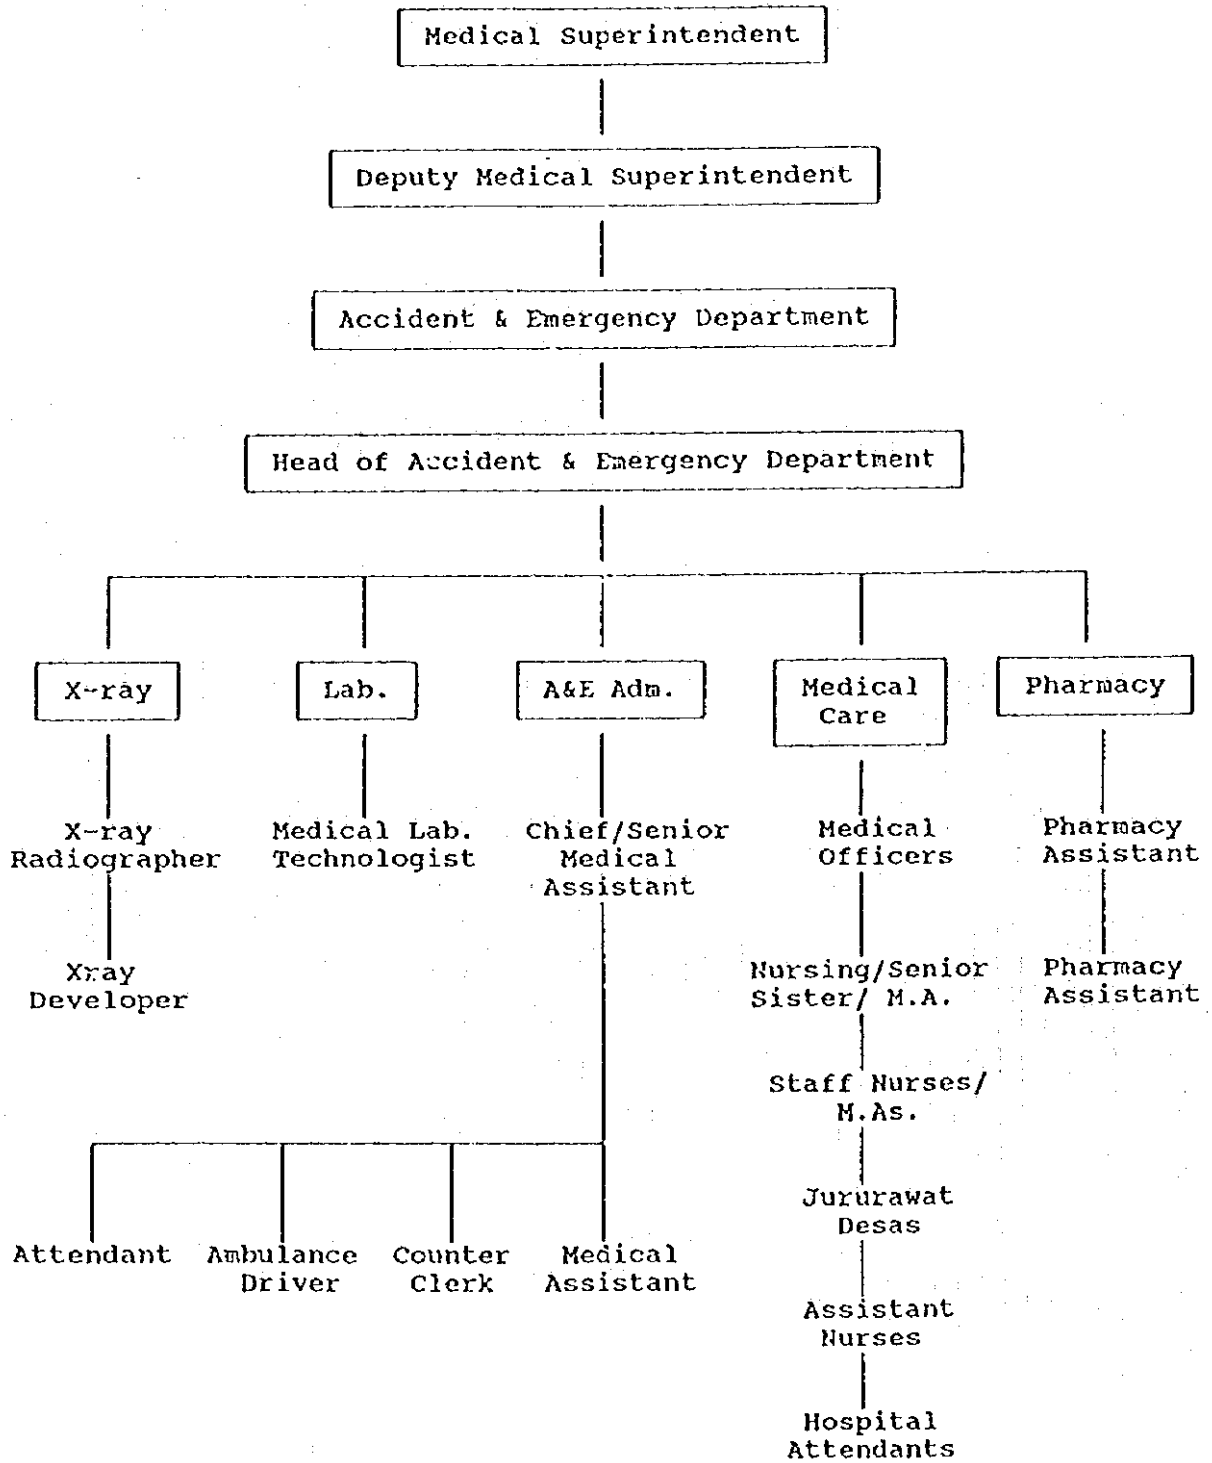 Medical Superintendent
Deputy Medical Superintendent
Accident & Emergency Department
Head of Accident & Emergency Department
X-ray
Lab.
A&E Adm.
Medical
Care
Pharmacy
X-ray
Radiographer
Medical Lab.
Technologist
Chief/Senior
Medical
Assistant
Medical
Officers
Pharmacy
Assistant
Xray
Developer
Nursing/Senior
Sister/ M.A.
Pharmacy
Assistant
Staff Nurses/
M.As.
Jururawat
Desas
Attendant
Ambulance
Driver
Counter
Clerk
Medical
Assistant
Assistant
Nurses
Hospital
Attendants